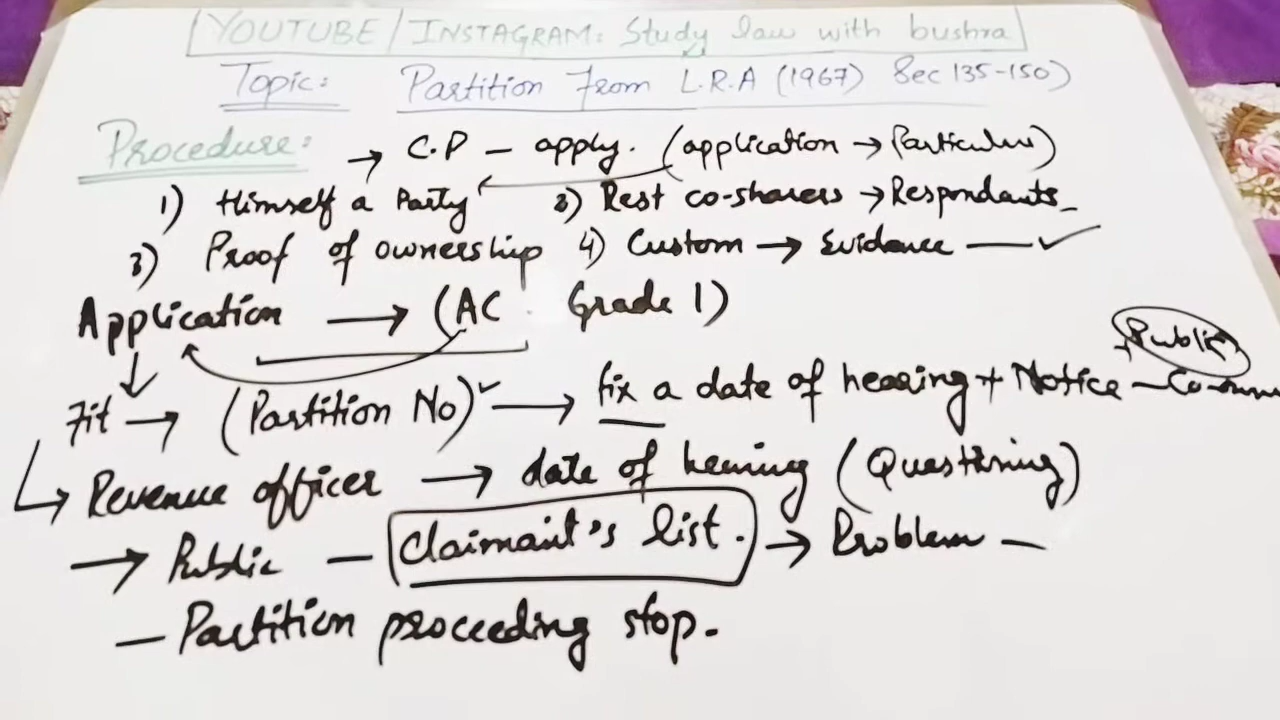 YOUTUBE / INSTAGRAM: Study law with bushra
Topic: Partition From L.R.A (1967) Sec 135-150)
Procedure: → C.P – apply. (application → Particulars)
1) Himself a Party 2) Rest co-sharers → Respondants
3) Proof of ownership 4) Custom → Evidence — ✓
Application → (AC Grade 1)
Public
Fit → (Partition No) ✓ → fix a date of hearing + Notice –
→ Revenue officer → date of hearing (Questining)
→ Public – Claimant's list. → Problem –
– Partition proceeding stop.